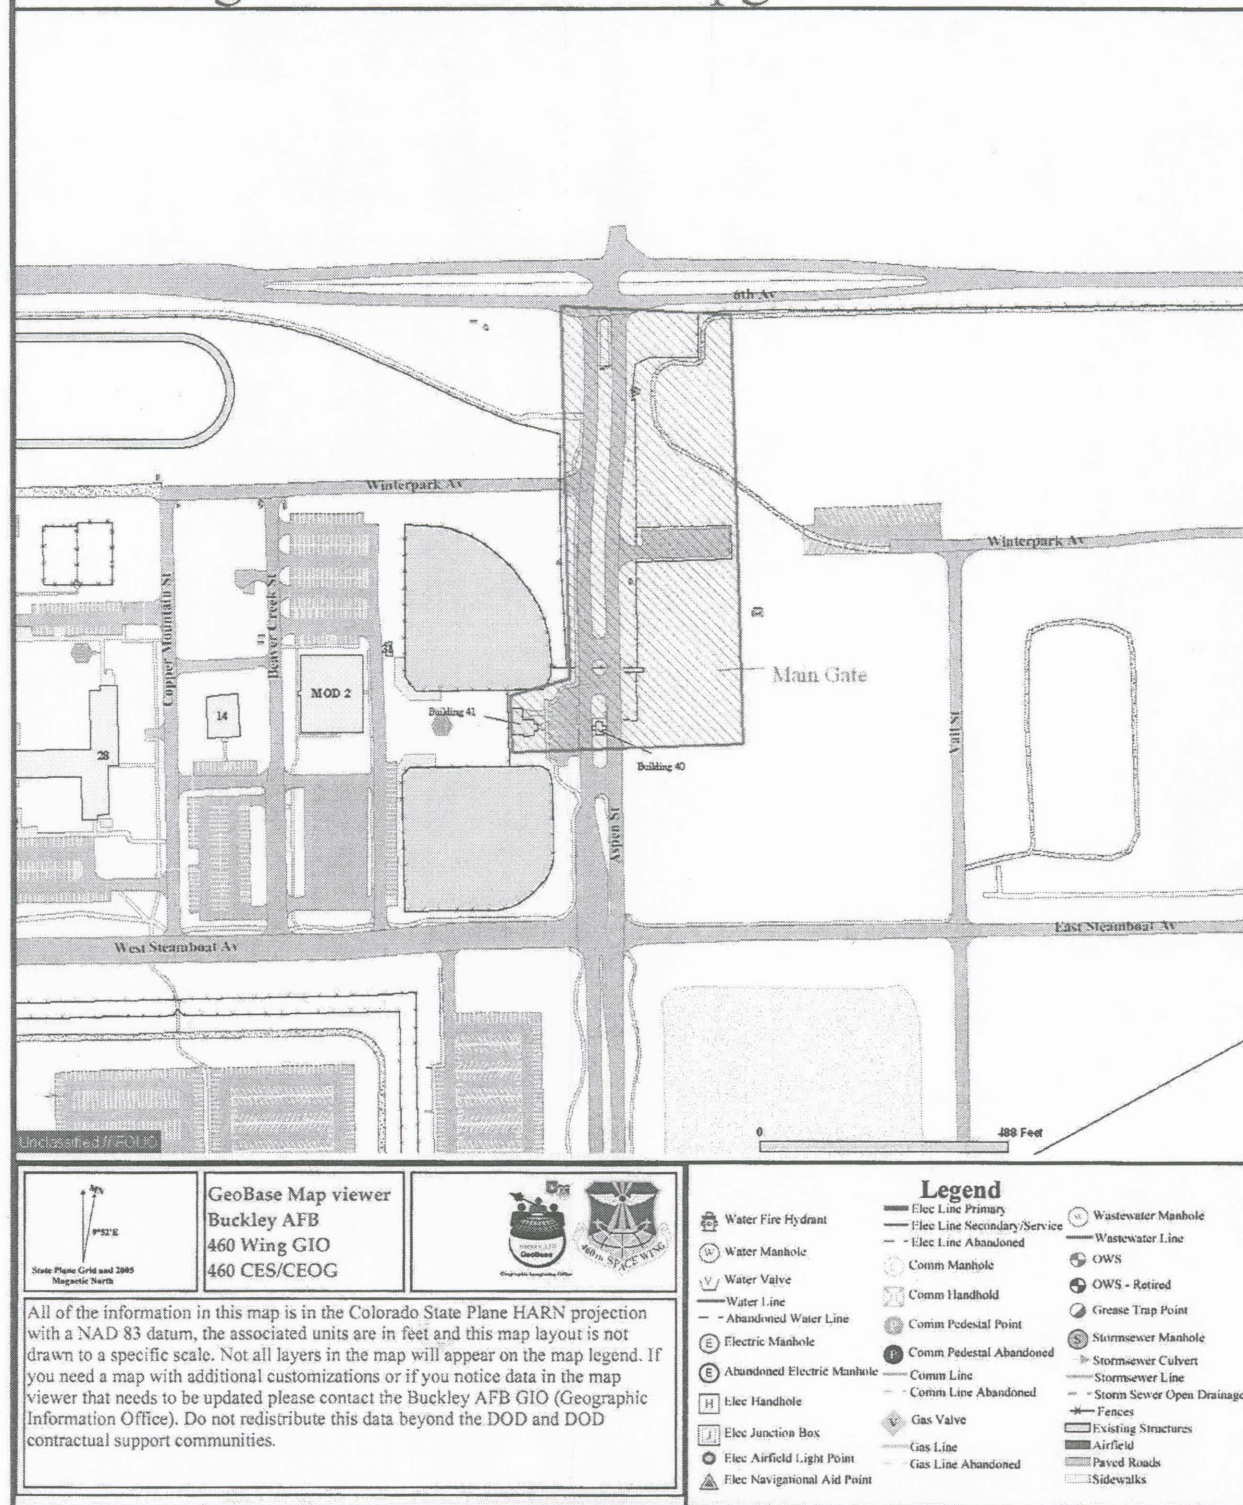 6th Av
Winterpark Av
Winterpark Av
Copper Mountain St
Beaver Creek St
31
MOD 2
14
28
Main Gate
Building 41
Building 40
Vail St
Aspen St
West Steamboat Av
East Steamboat Av
Unclassified // FOUO
0
488 Feet
MN
9°52'E
State Plane Grid and 2005
Magnetic North
GeoBase Map viewer
Buckley AFB
460 Wing GIO
460 CES/CEOG
GeoBase
460th SPACE WING
All of the information in this map is in the Colorado State Plane HARN projection
with a NAD 83 datum, the associated units are in feet and this map layout is not
drawn to a specific scale. Not all layers in the map will appear on the map legend. If
you need a map with additional customizations or if you notice data in the map
viewer that needs to be updated please contact the Buckley AFB GIO (Geographic
Information Office). Do not redistribute this data beyond the DOD and DOD
contractual support communities.
Legend
Water Fire Hydrant
W Water Manhole
V Water Valve
Water Line
Abandoned Water Line
E Electric Manhole
E Abandoned Electric Manhole
H Elec Handhole
J Elec Junction Box
Elec Airfield Light Point
Elec Navigational Aid Point
Elec Line Primary
Elec Line Secondary/Service
Elec Line Abandoned
Comm Manhole
Comm Handhold
Comm Pedestal Point
P Comm Pedestal Abandoned
Comm Line
Comm Line Abandoned
V Gas Valve
Gas Line
Gas Line Abandoned
Wastewater Manhole
Wastewater Line
OWS
OWS - Retired
Grease Trap Point
S Stormsewer Manhole
Stormsewer Culvert
Stormsewer Line
Storm Sewer Open Drainage
Fences
Existing Structures
Airfield
Paved Roads
Sidewalks